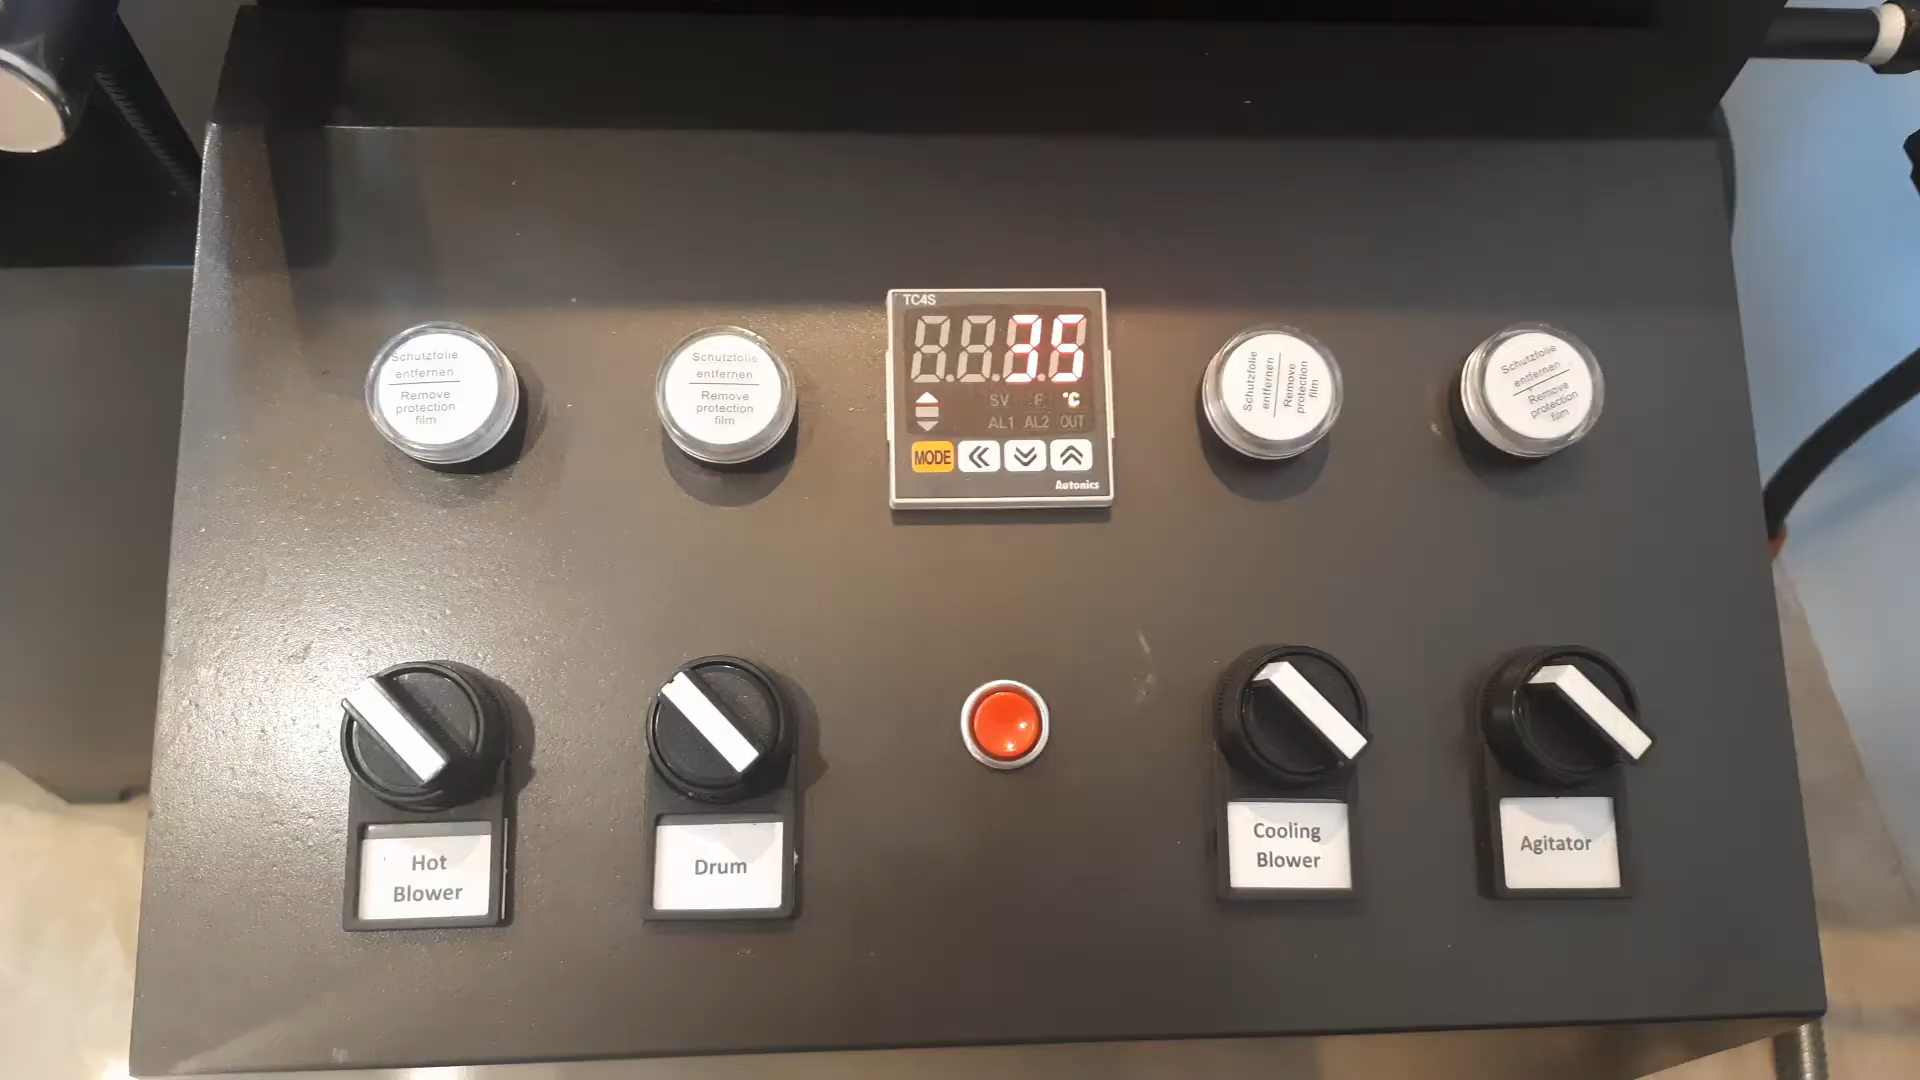 TC4S
35
SV °F °C
AL1 AL2 OUT
MODE
Autonics
Schutzfolie
entfernen
Remove
protection
film
Schutzfolie
entfernen
Remove
protection
film
Schutzfolie
entfernen
Remove
protection
film
Schutzfolie
entfernen
Remove
protection
film
Hot
Blower
Drum
Cooling
Blower
Agitator